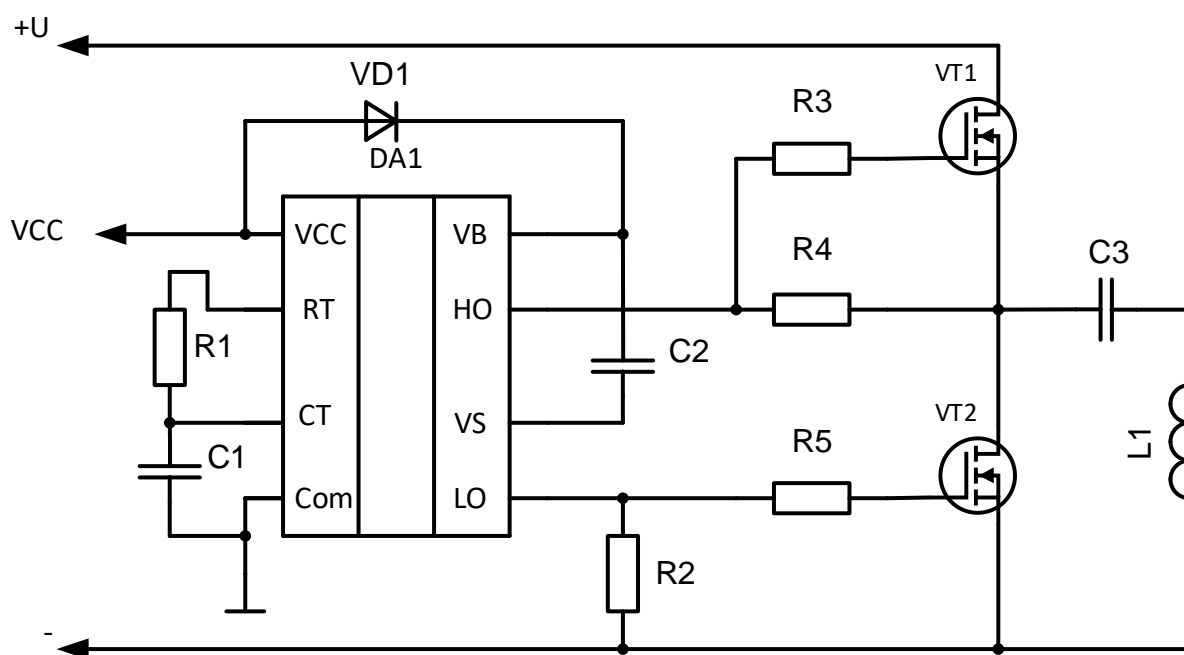 +U
VD1
VT1
R3
DA1
VCC
VCC
VB
R4
C3
RT
HO
R1
C2
CT
VS
VT2
R5
L1
C1
Com
LO
R2
-